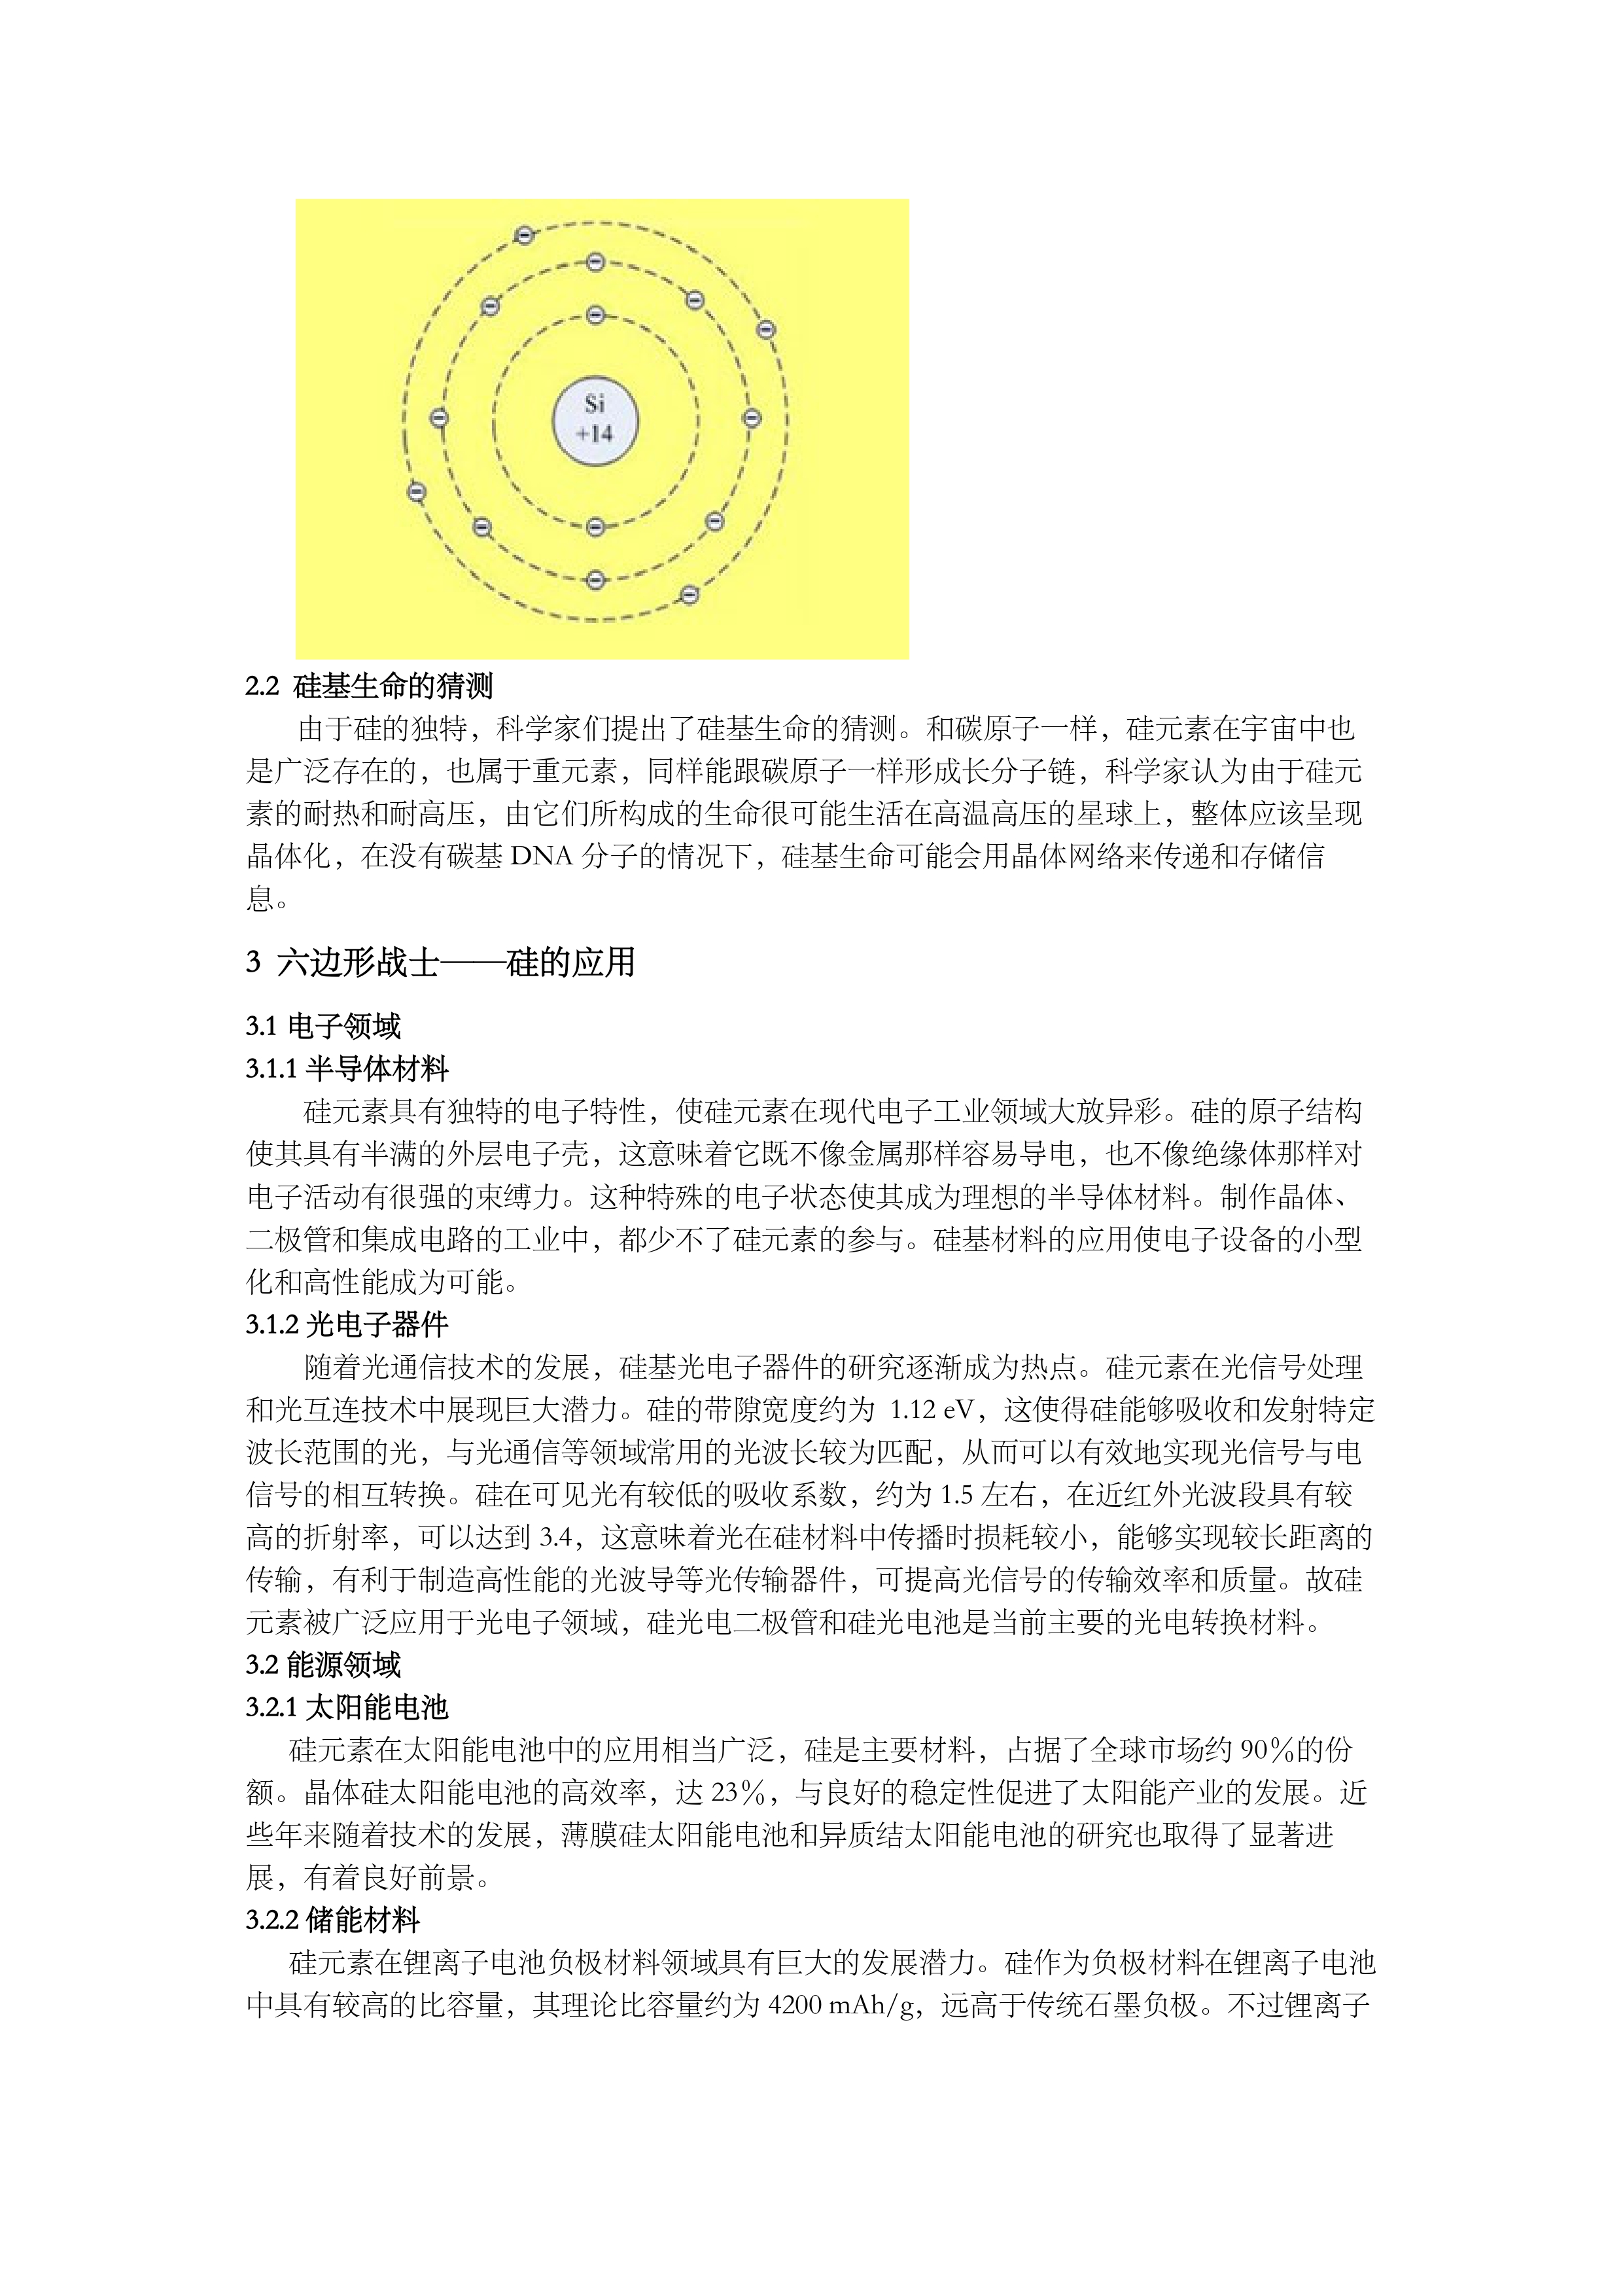 Si
+14
2.2 硅基生命的猜测
由于硅的独特，科学家们提出了硅基生命的猜测。和碳原子一样，硅元素在宇宙中也
是广泛存在的，也属于重元素，同样能跟碳原子一样形成长分子链，科学家认为由于硅元
素的耐热和耐高压，由它们所构成的生命很可能生活在高温高压的星球上，整体应该呈现
晶体化，在没有碳基 DNA 分子的情况下，硅基生命可能会用晶体网络来传递和存储信
息。
3 六边形战士——硅的应用
3.1 电子领域
3.1.1 半导体材料
硅元素具有独特的电子特性，使硅元素在现代电子工业领域大放异彩。硅的原子结构
使其具有半满的外层电子壳，这意味着它既不像金属那样容易导电，也不像绝缘体那样对
电子活动有很强的束缚力。这种特殊的电子状态使其成为理想的半导体材料。制作晶体、
二极管和集成电路的工业中，都少不了硅元素的参与。硅基材料的应用使电子设备的小型
化和高性能成为可能。
3.1.2 光电子器件
随着光通信技术的发展，硅基光电子器件的研究逐渐成为热点。硅元素在光信号处理
和光互连技术中展现巨大潜力。硅的带隙宽度约为 1.12 eV，这使得硅能够吸收和发射特定
波长范围的光，与光通信等领域常用的光波长较为匹配，从而可以有效地实现光信号与电
信号的相互转换。硅在可见光有较低的吸收系数，约为 1.5 左右，在近红外光波段具有较
高的折射率，可以达到 3.4，这意味着光在硅材料中传播时损耗较小，能够实现较长距离的
传输，有利于制造高性能的光波导等光传输器件，可提高光信号的传输效率和质量。故硅
元素被广泛应用于光电子领域，硅光电二极管和硅光电池是当前主要的光电转换材料。
3.2 能源领域
3.2.1 太阳能电池
硅元素在太阳能电池中的应用相当广泛，硅是主要材料，占据了全球市场约 90%的份
额。晶体硅太阳能电池的高效率，达 23%，与良好的稳定性促进了太阳能产业的发展。近
些年来随着技术的发展，薄膜硅太阳能电池和异质结太阳能电池的研究也取得了显著进
展，有着良好前景。
3.2.2 储能材料
硅元素在锂离子电池负极材料领域具有巨大的发展潜力。硅作为负极材料在锂离子电池
中具有较高的比容量，其理论比容量约为 4200 mAh/g，远高于传统石墨负极。不过锂离子